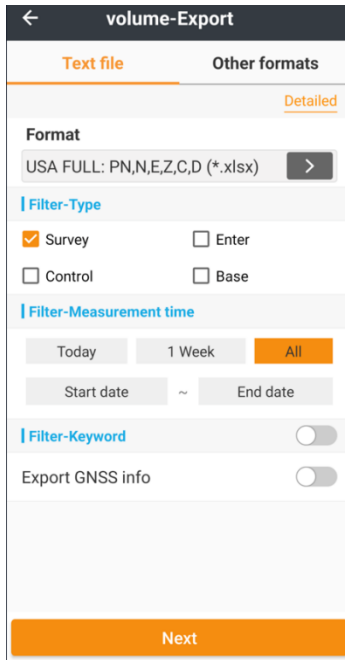 volume-Export
Text file Other formats
Detailed
Format
USA FULL: PN,N,E,Z,C,D (*.xlsx)
Filter-Type
Survey Enter
Control Base
Filter-Measurement time
Today 1 Week All
Start date ~ End date
Filter-Keyword
Export GNSS info
Next